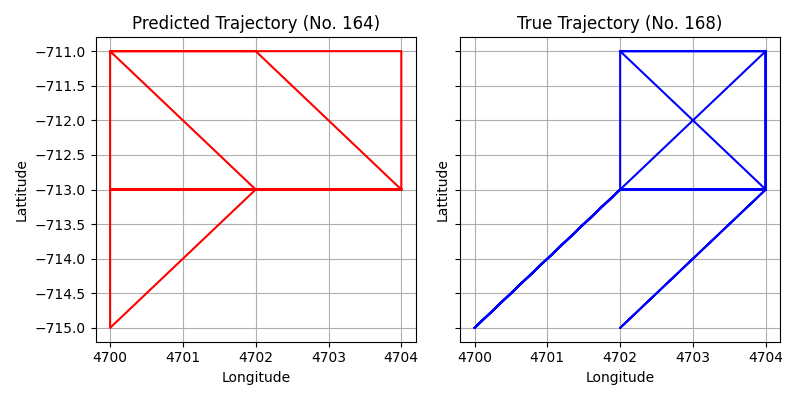 Predicted Trajectory (No. 164)
Lattitude
−711.0
−711.5
−712.0
−712.5
−713.0
−713.5
−714.0
−714.5
−715.0
4700 4701 4702 4703 4704
Longitude
True Trajectory (No. 168)
Lattitude
4700 4701 4702 4703 4704
Longitude